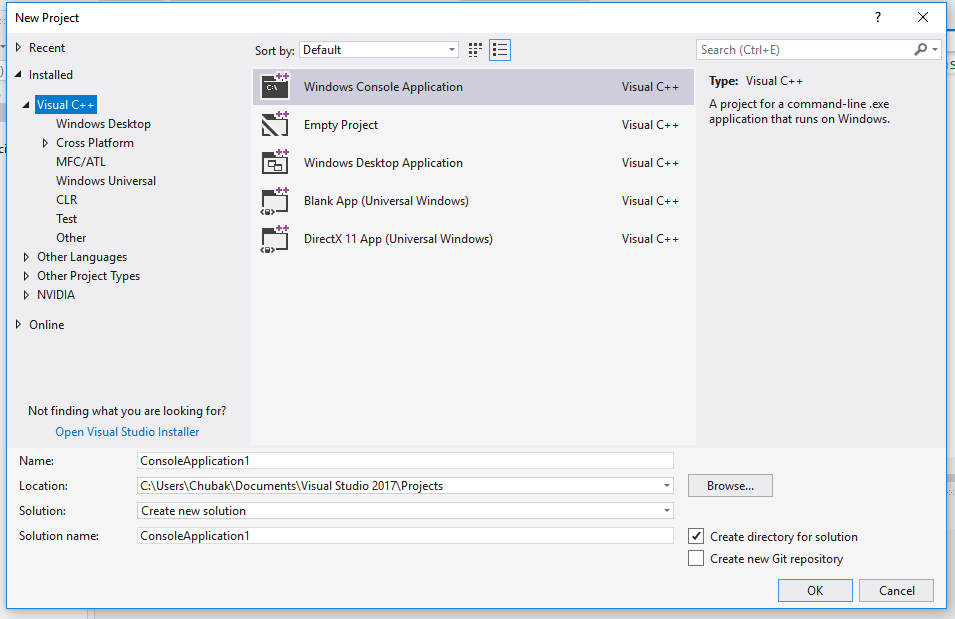 New Project
?
Recent
Installed
Visual C++
Windows Desktop
Cross Platform
MFC/ATL
Windows Universal
CLR
Test
Other
Other Languages
Other Project Types
NVIDIA
Online
Not finding what you are looking for?
Open Visual Studio Installer
Sort by: Default
Windows Console Application Visual C++
Empty Project Visual C++
Windows Desktop Application Visual C++
Blank App (Universal Windows) Visual C++
DirectX 11 App (Universal Windows) Visual C++
Search (Ctrl+E)
Type: Visual C++
A project for a command-line .exe
application that runs on Windows.
Name: ConsoleApplication1
Location: C:\Users\Chubak\Documents\Visual Studio 2017\Projects
Browse...
Solution: Create new solution
Solution name: ConsoleApplication1
Create directory for solution
Create new Git repository
OK
Cancel